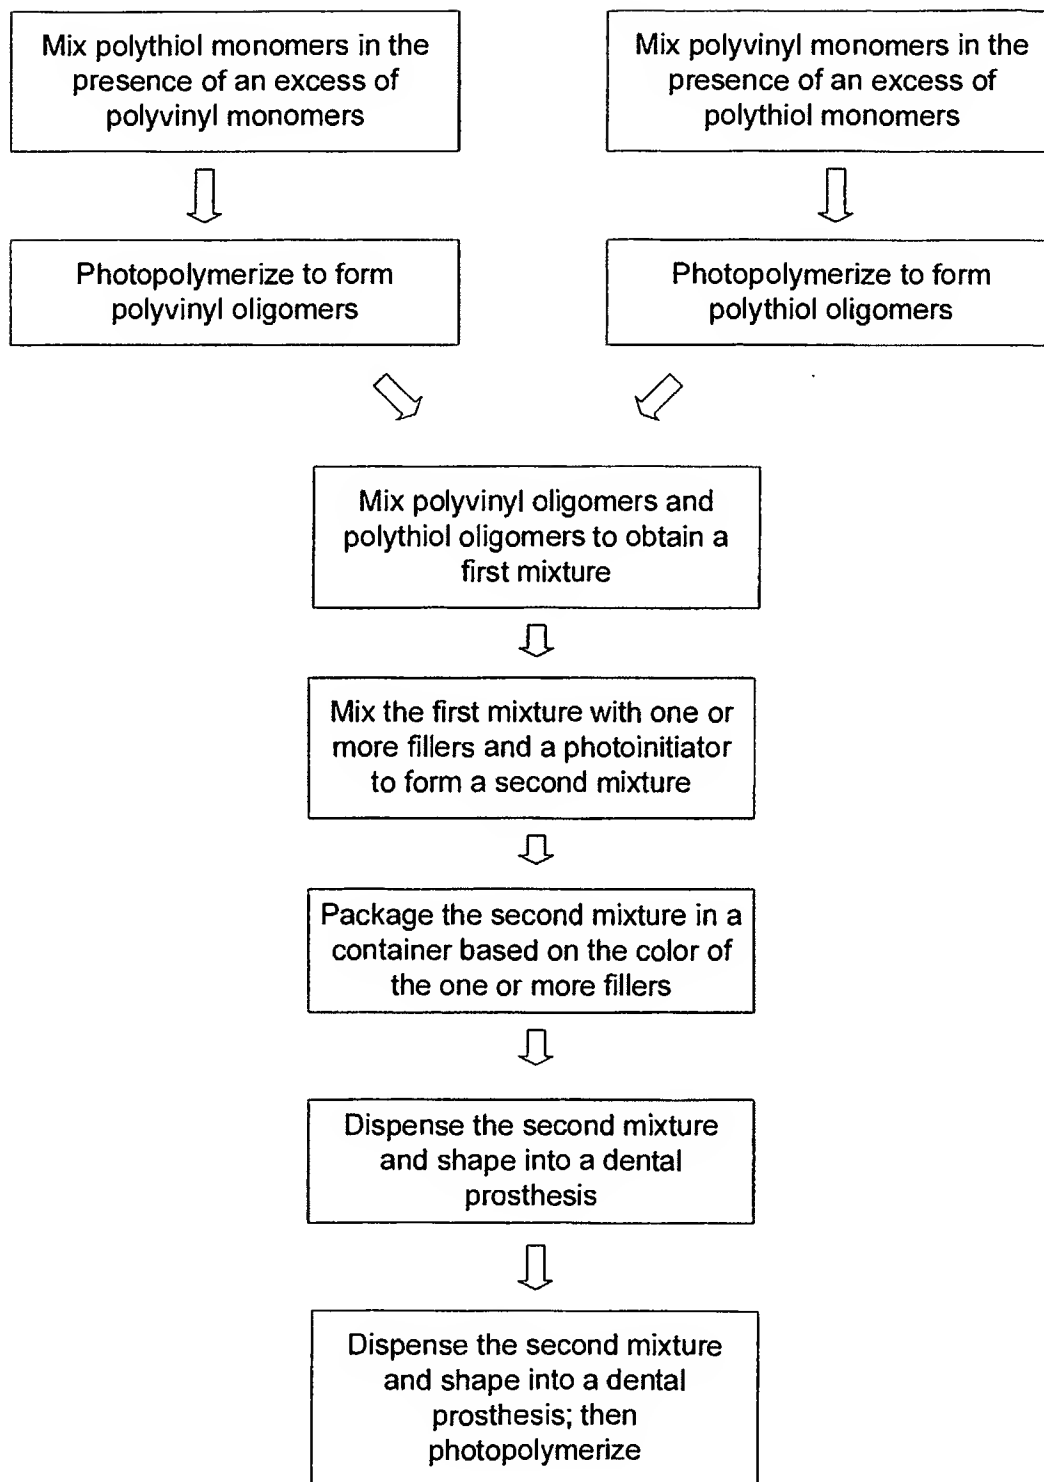 Mix polythiol monomers in the
presence of an excess of
polyvinyl monomers
Mix polyvinyl monomers in the
presence of an excess of
polythiol monomers
Photopolymerize to form
polyvinyl oligomers
Photopolymerize to form
polythiol oligomers
Mix polyvinyl oligomers and
polythiol oligomers to obtain a
first mixture
Mix the first mixture with one or
more fillers and a photoinitiator
to form a second mixture
Package the second mixture in a
container based on the color of
the one or more fillers
Dispense the second mixture
and shape into a dental
prosthesis
Dispense the second mixture
and shape into a dental
prosthesis; then
photopolymerize